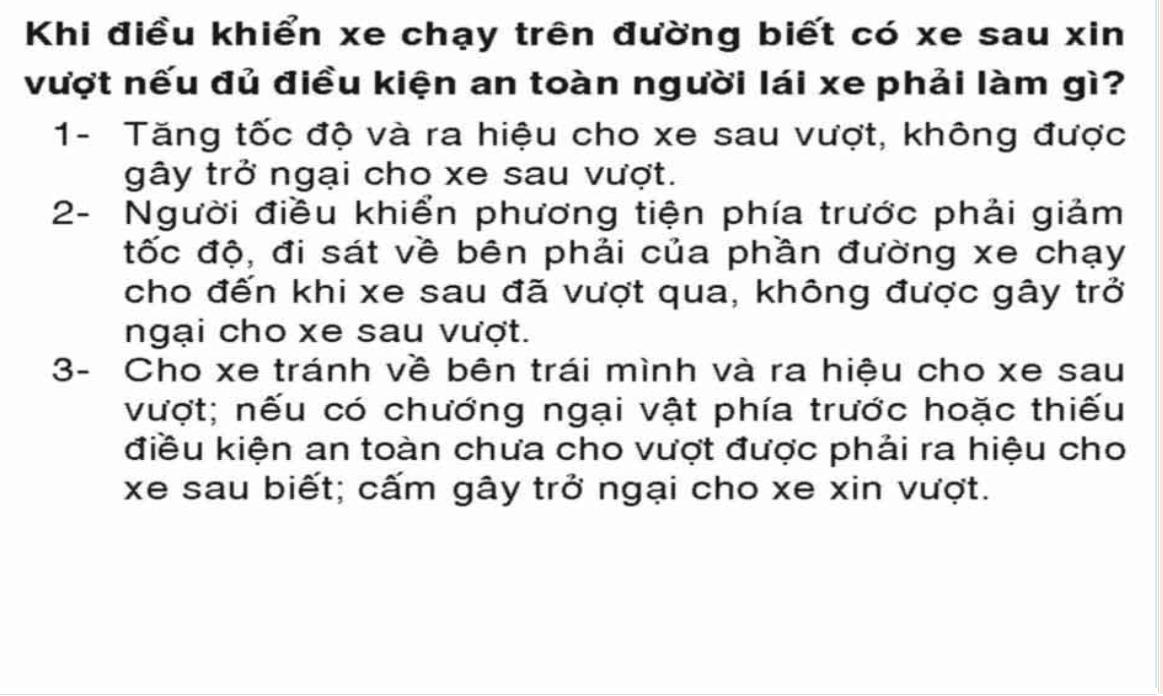 Khi điều khiển xe chạy trên đường biết có xe sau xin
vượt nếu đủ điều kiện an toàn người lái xe phải làm gì?
1- Tăng tốc độ và ra hiệu cho xe sau vượt, không được
gây trở ngại cho xe sau vượt.
2- Người điều khiển phương tiện phía trước phải giảm
tốc độ, đi sát về bên phải của phần đường xe chạy
cho đến khi xe sau đã vượt qua, không được gây trở
ngại cho xe sau vượt.
3- Cho xe tránh về bên trái mình và ra hiệu cho xe sau
vượt; nếu có chướng ngại vật phía trước hoặc thiếu
điều kiện an toàn chưa cho vượt được phải ra hiệu cho
xe sau biết; cấm gây trở ngại cho xe xin vượt.